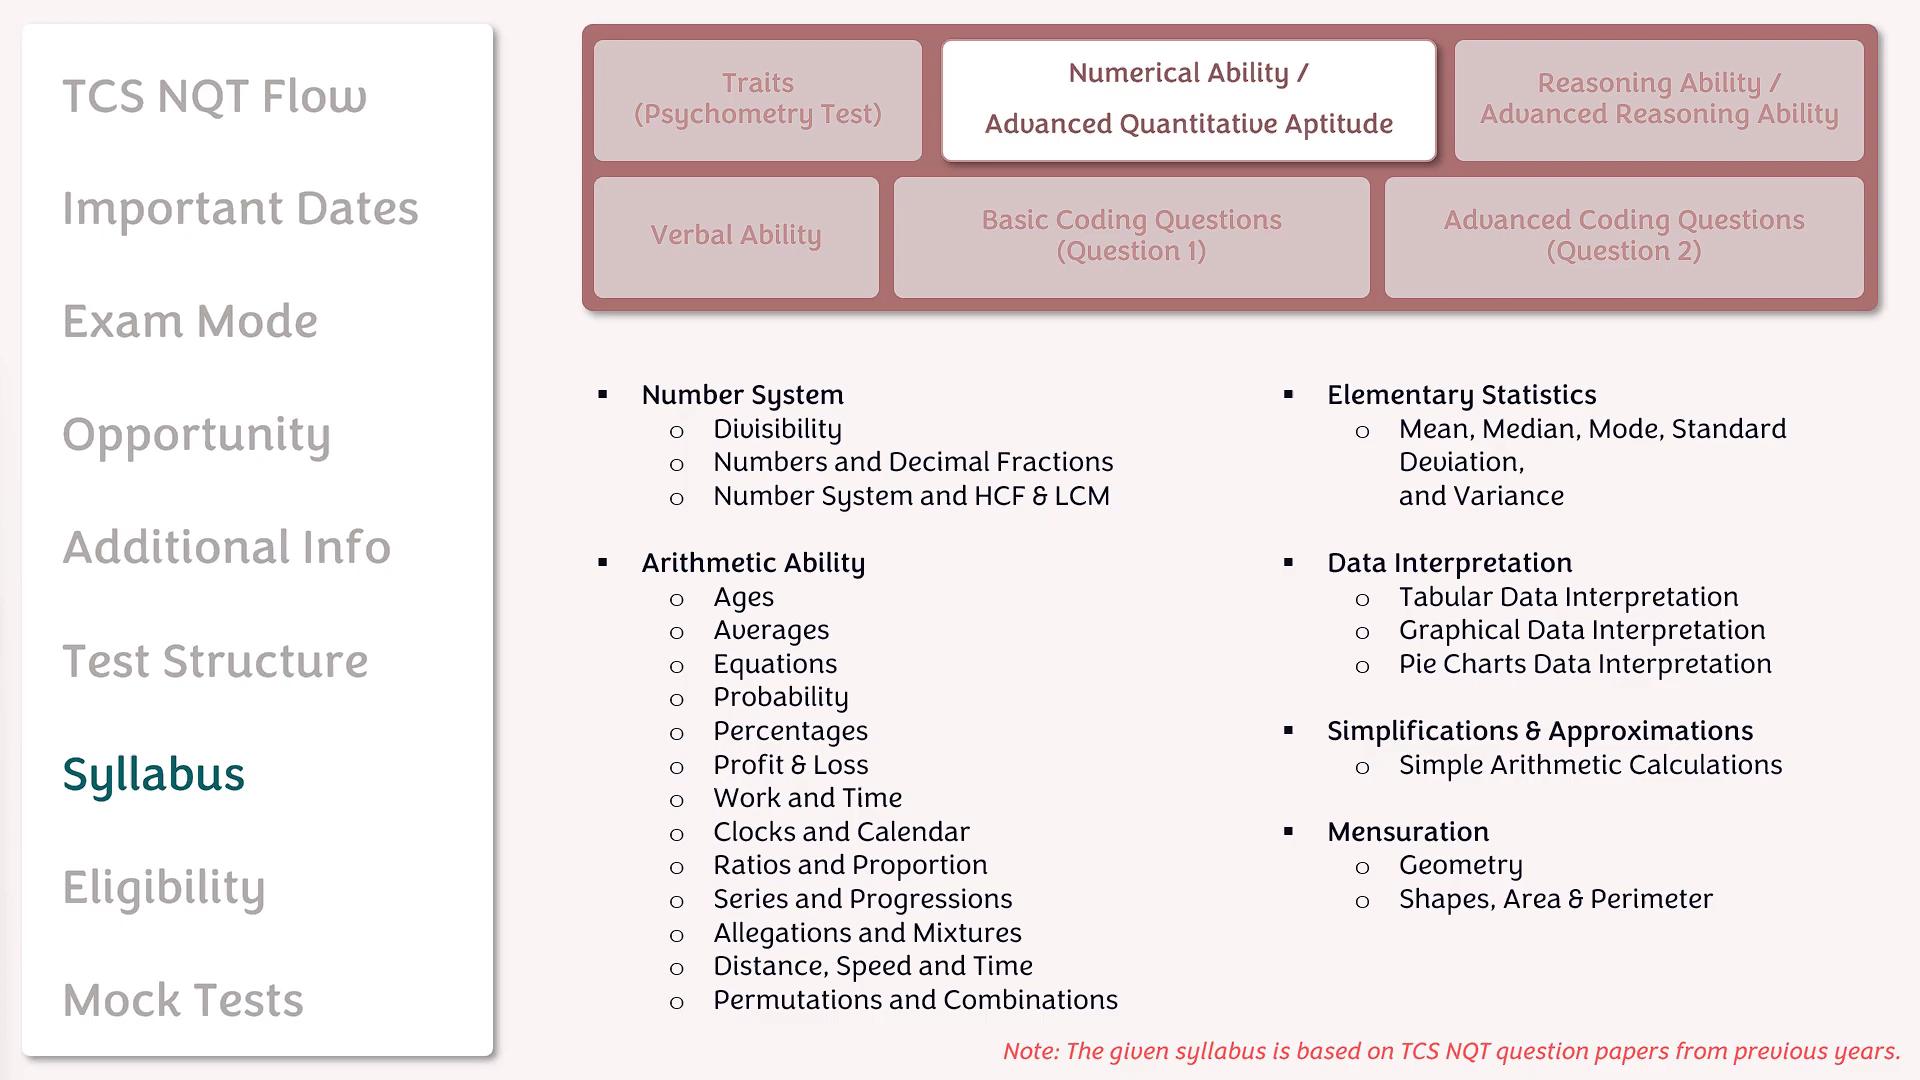 TCS NQT Flow
Important Dates
Exam Mode
Opportunity
Additional Info
Test Structure
Syllabus
Eligibility
Mock Tests
Traits
(Psychometry Test)
Numerical Ability /
Advanced Quantitative Aptitude
Reasoning Ability /
Advanced Reasoning Ability
Verbal Ability
Basic Coding Questions
(Question 1)
Advanced Coding Questions
(Question 2)
▪ Number System
o Divisibility
o Numbers and Decimal Fractions
o Number System and HCF & LCM
▪ Arithmetic Ability
o Ages
o Averages
o Equations
o Probability
o Percentages
o Profit & Loss
o Work and Time
o Clocks and Calendar
o Ratios and Proportion
o Series and Progressions
o Allegations and Mixtures
o Distance, Speed and Time
o Permutations and Combinations
▪ Elementary Statistics
o Mean, Median, Mode, Standard
Deviation,
and Variance
▪ Data Interpretation
o Tabular Data Interpretation
o Graphical Data Interpretation
o Pie Charts Data Interpretation
▪ Simplifications & Approximations
o Simple Arithmetic Calculations
▪ Mensuration
o Geometry
o Shapes, Area & Perimeter
Note: The given syllabus is based on TCS NQT question papers from previous years.